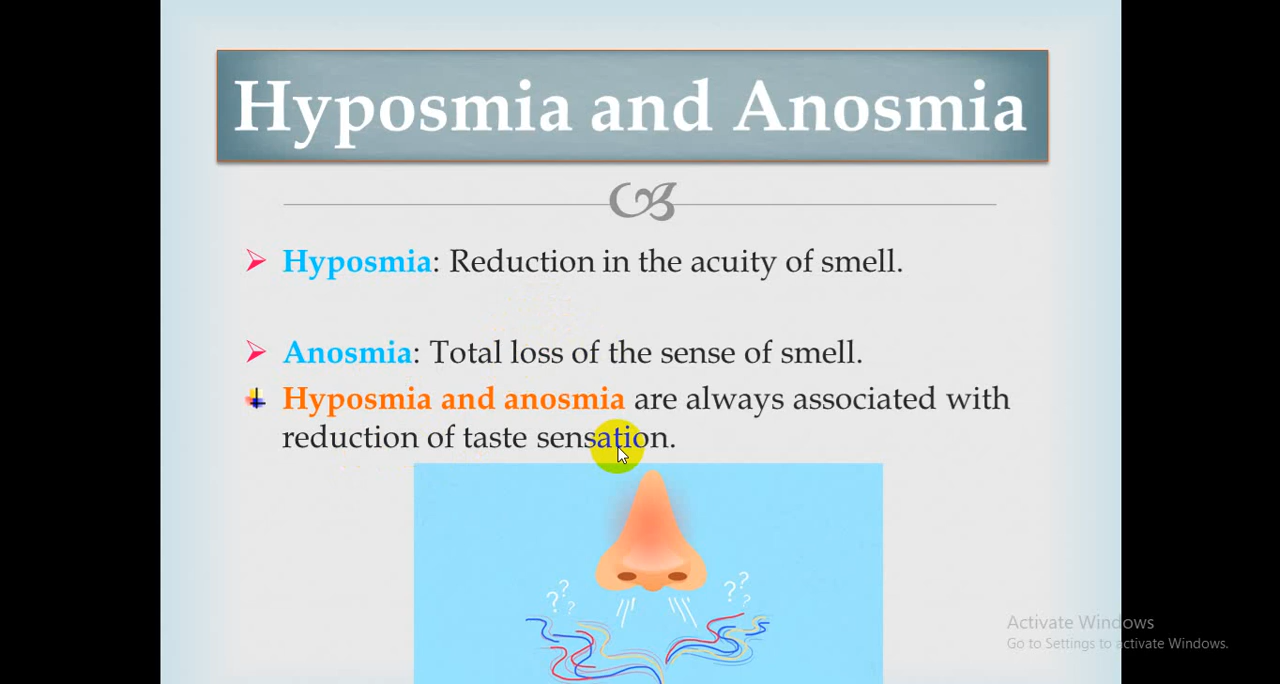 Hyposmia and Anosmia
Hyposmia: Reduction in the acuity of smell.
Anosmia: Total loss of the sense of smell.
Hyposmia and anosmia are always associated with
reduction of taste sensation.
? ? ?
? ? ?
Activate Windows
Go to Settings to activate Windows.